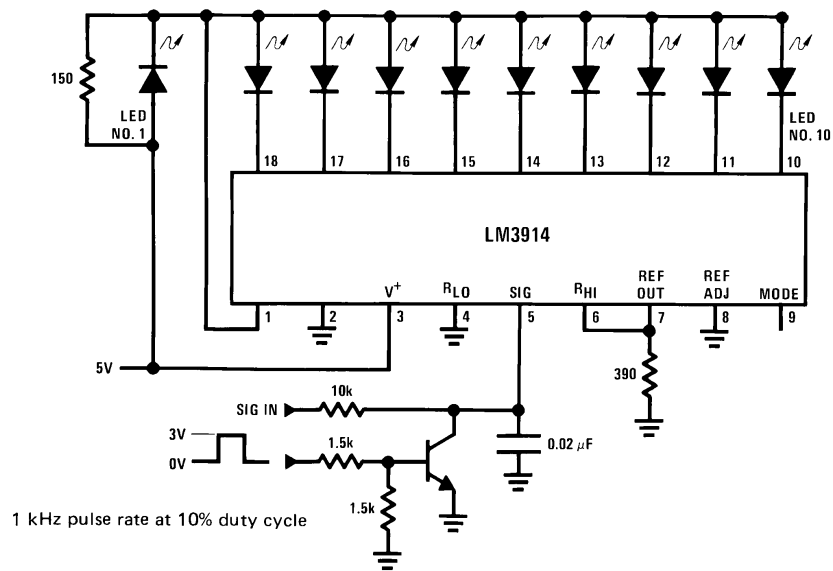 150
LED
NO. 1
LED
NO. 10
18 17 16 15 14 13 12 11 10
LM3914
V+ RLO SIG RHI REF OUT REF ADJ MODE
1 2 3 4 5 6 7 8 9
5V
390
10k
SIG IN
3V
0V
1.5k
0.02 μF
1.5k
1 kHz pulse rate at 10% duty cycle